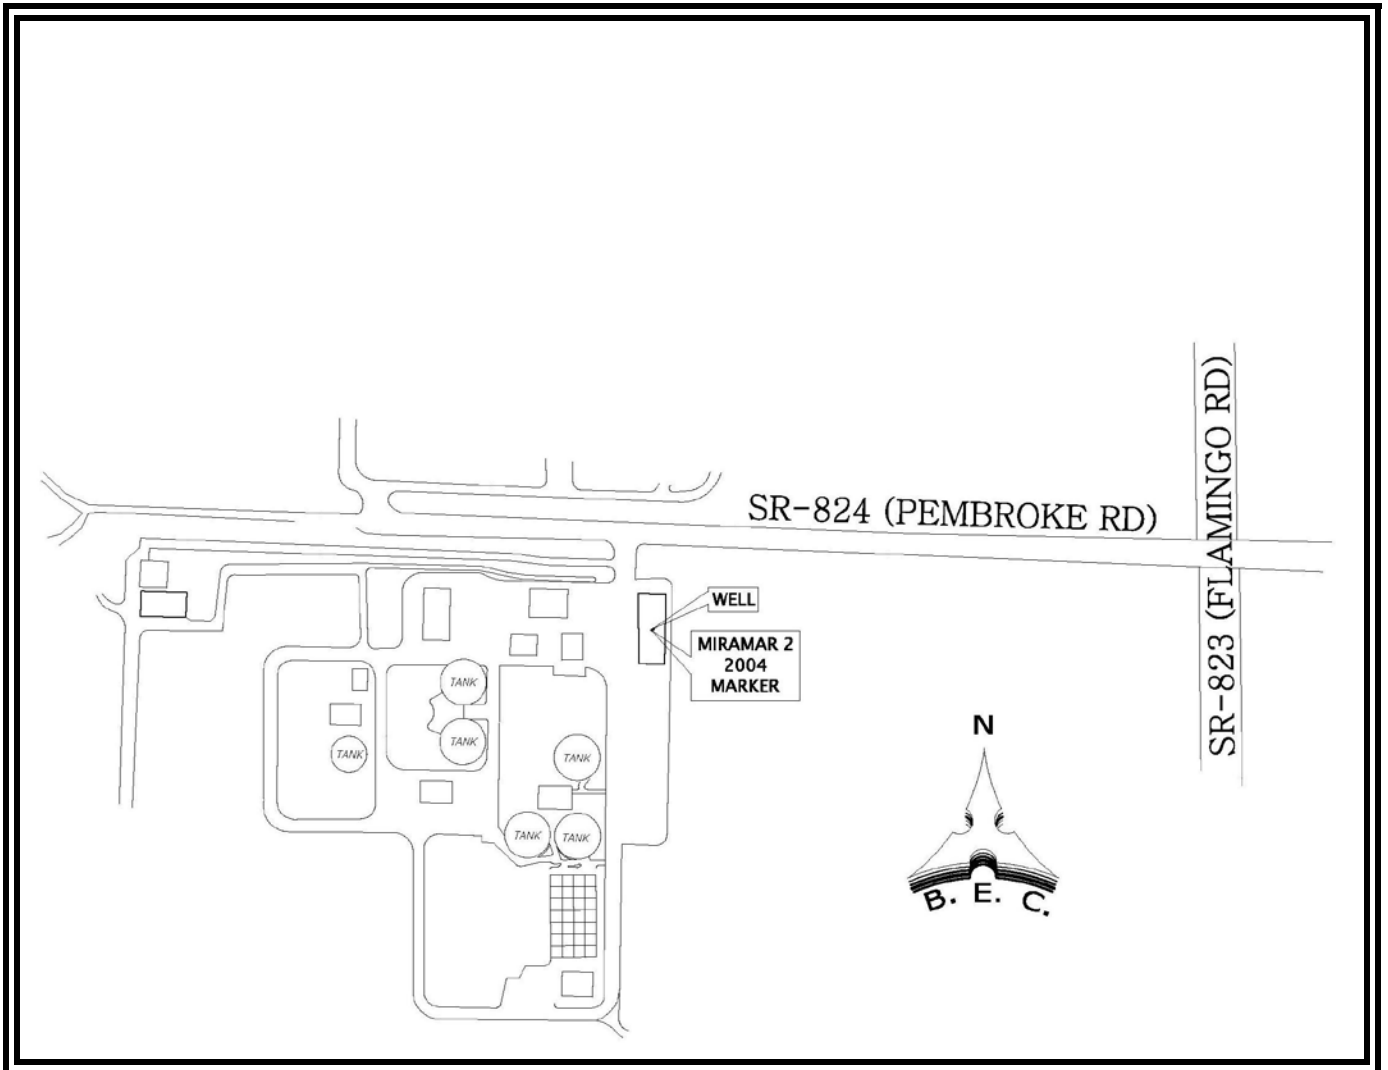 SR-824 (PEMBROKE RD)
SR-823 (FLAMINGO RD)
WELL
MIRAMAR 2
2004
MARKER
TANK
TANK
TANK
TANK
TANK
TANK
N
B. E. C.